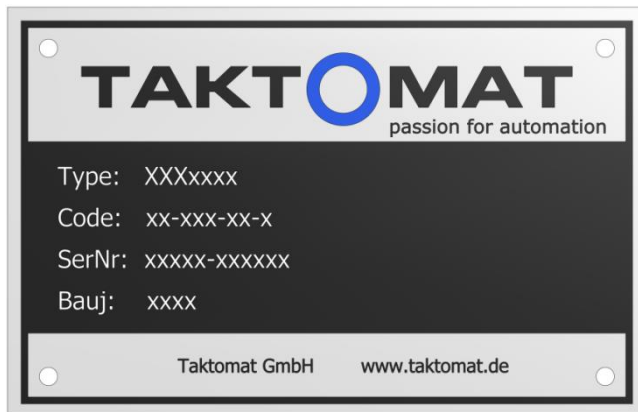 TAKTOMAT
passion for automation
Type: XXXxxxx
Code: xx-xxx-xx-x
SerNr: xxxxx-xxxxxx
Bauj: xxxx
Taktomat GmbH www.taktomat.de